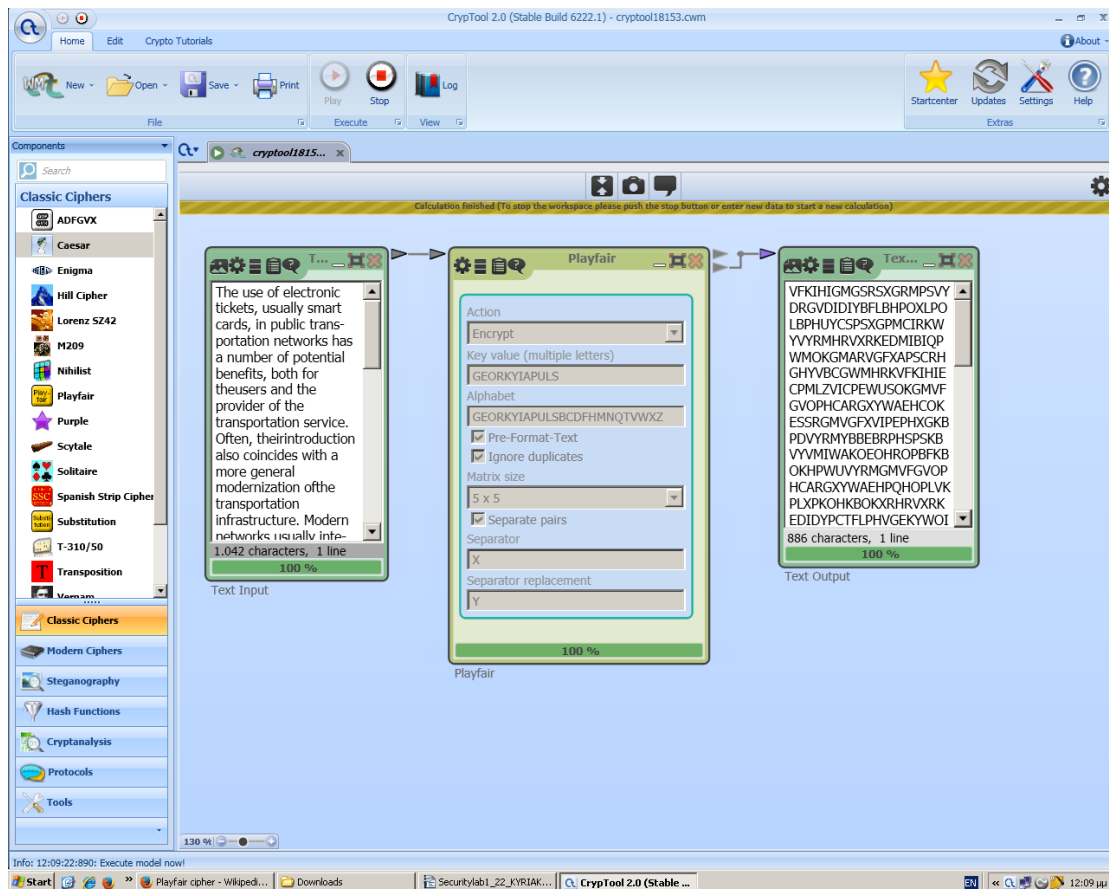 CrypTool 2.0 (Stable Build 6222.1) - cryptool18153.cwm
Home Edit Crypto Tutorials
About
New Open Save Print Play Stop Log Startcenter Updates Settings Help
File Execute View Extras
Components
cryptool1815...
Search
Classic Ciphers
ADFGVX
Caesar
Enigma
Hill Cipher
Lorenz SZ42
M209
Nihilist
Playfair
Purple
Scytale
Solitaire
Spanish Strip Cipher
Substitution
T-310/50
Transposition
Vernam
Classic Ciphers
Modern Ciphers
Steganography
Hash Functions
Cryptanalysis
Protocols
Tools
Calculation finished (To stop the workspace please push the stop button or enter new data to start a new calculation)
T...
The use of electronic
tickets, usually smart
cards, in public trans-
portation networks has
a number of potential
benefits, both for
theusers and the
provider of the
transportation service.
Often, theirintroduction
also coincides with a
more general
modernization ofthe
transportation
infrastructure. Modern
networks usually inte-
1.042 characters, 1 line
100 %
Text Input
Playfair
Action
Encrypt
Key value (multiple letters)
GEORKYIAPULS
Alphabet
GEORKYIAPULSBCDFHMNQTVWXZ
Pre-Format-Text
Ignore duplicates
Matrix size
5 x 5
Separate pairs
Separator
X
Separator replacement
Y
100 %
Playfair
Tex...
VFKIHIGMGSRSXGRMPSVY
DRGVDIDIYBFLBHPOXLPO
LBPHUYCSPSXGPMCIRKW
YVYRMHRVXRKEDMIBIQP
WMOKGMARVGFXAPSCRH
GHYVBCGWMHRKVFKIHIE
CPMLZVICPEWUSOKGMVF
GVOPHCARGXYWAEHCOK
ESSRGMVGFXVIPEPHXGKB
PDVYRMYBBEBRPHSPSKB
VYVMIWAKOEOHROPBFKB
OKHPWUVYRMGMVFGVOP
HCARGXYWAEHPQHOPLVK
PLXPKOHKBOKXRHRVXRK
EDIDYPCTFLPHVGEKYWOI
886 characters, 1 line
100 %
Text Output
130 %
Info: 12:09:22:890: Execute model now!
Start Playfair cipher - Wikipedi... Downloads Securitylab1_22_KYRIAK... CrypTool 2.0 (Stable ... EN 12:09 μμ